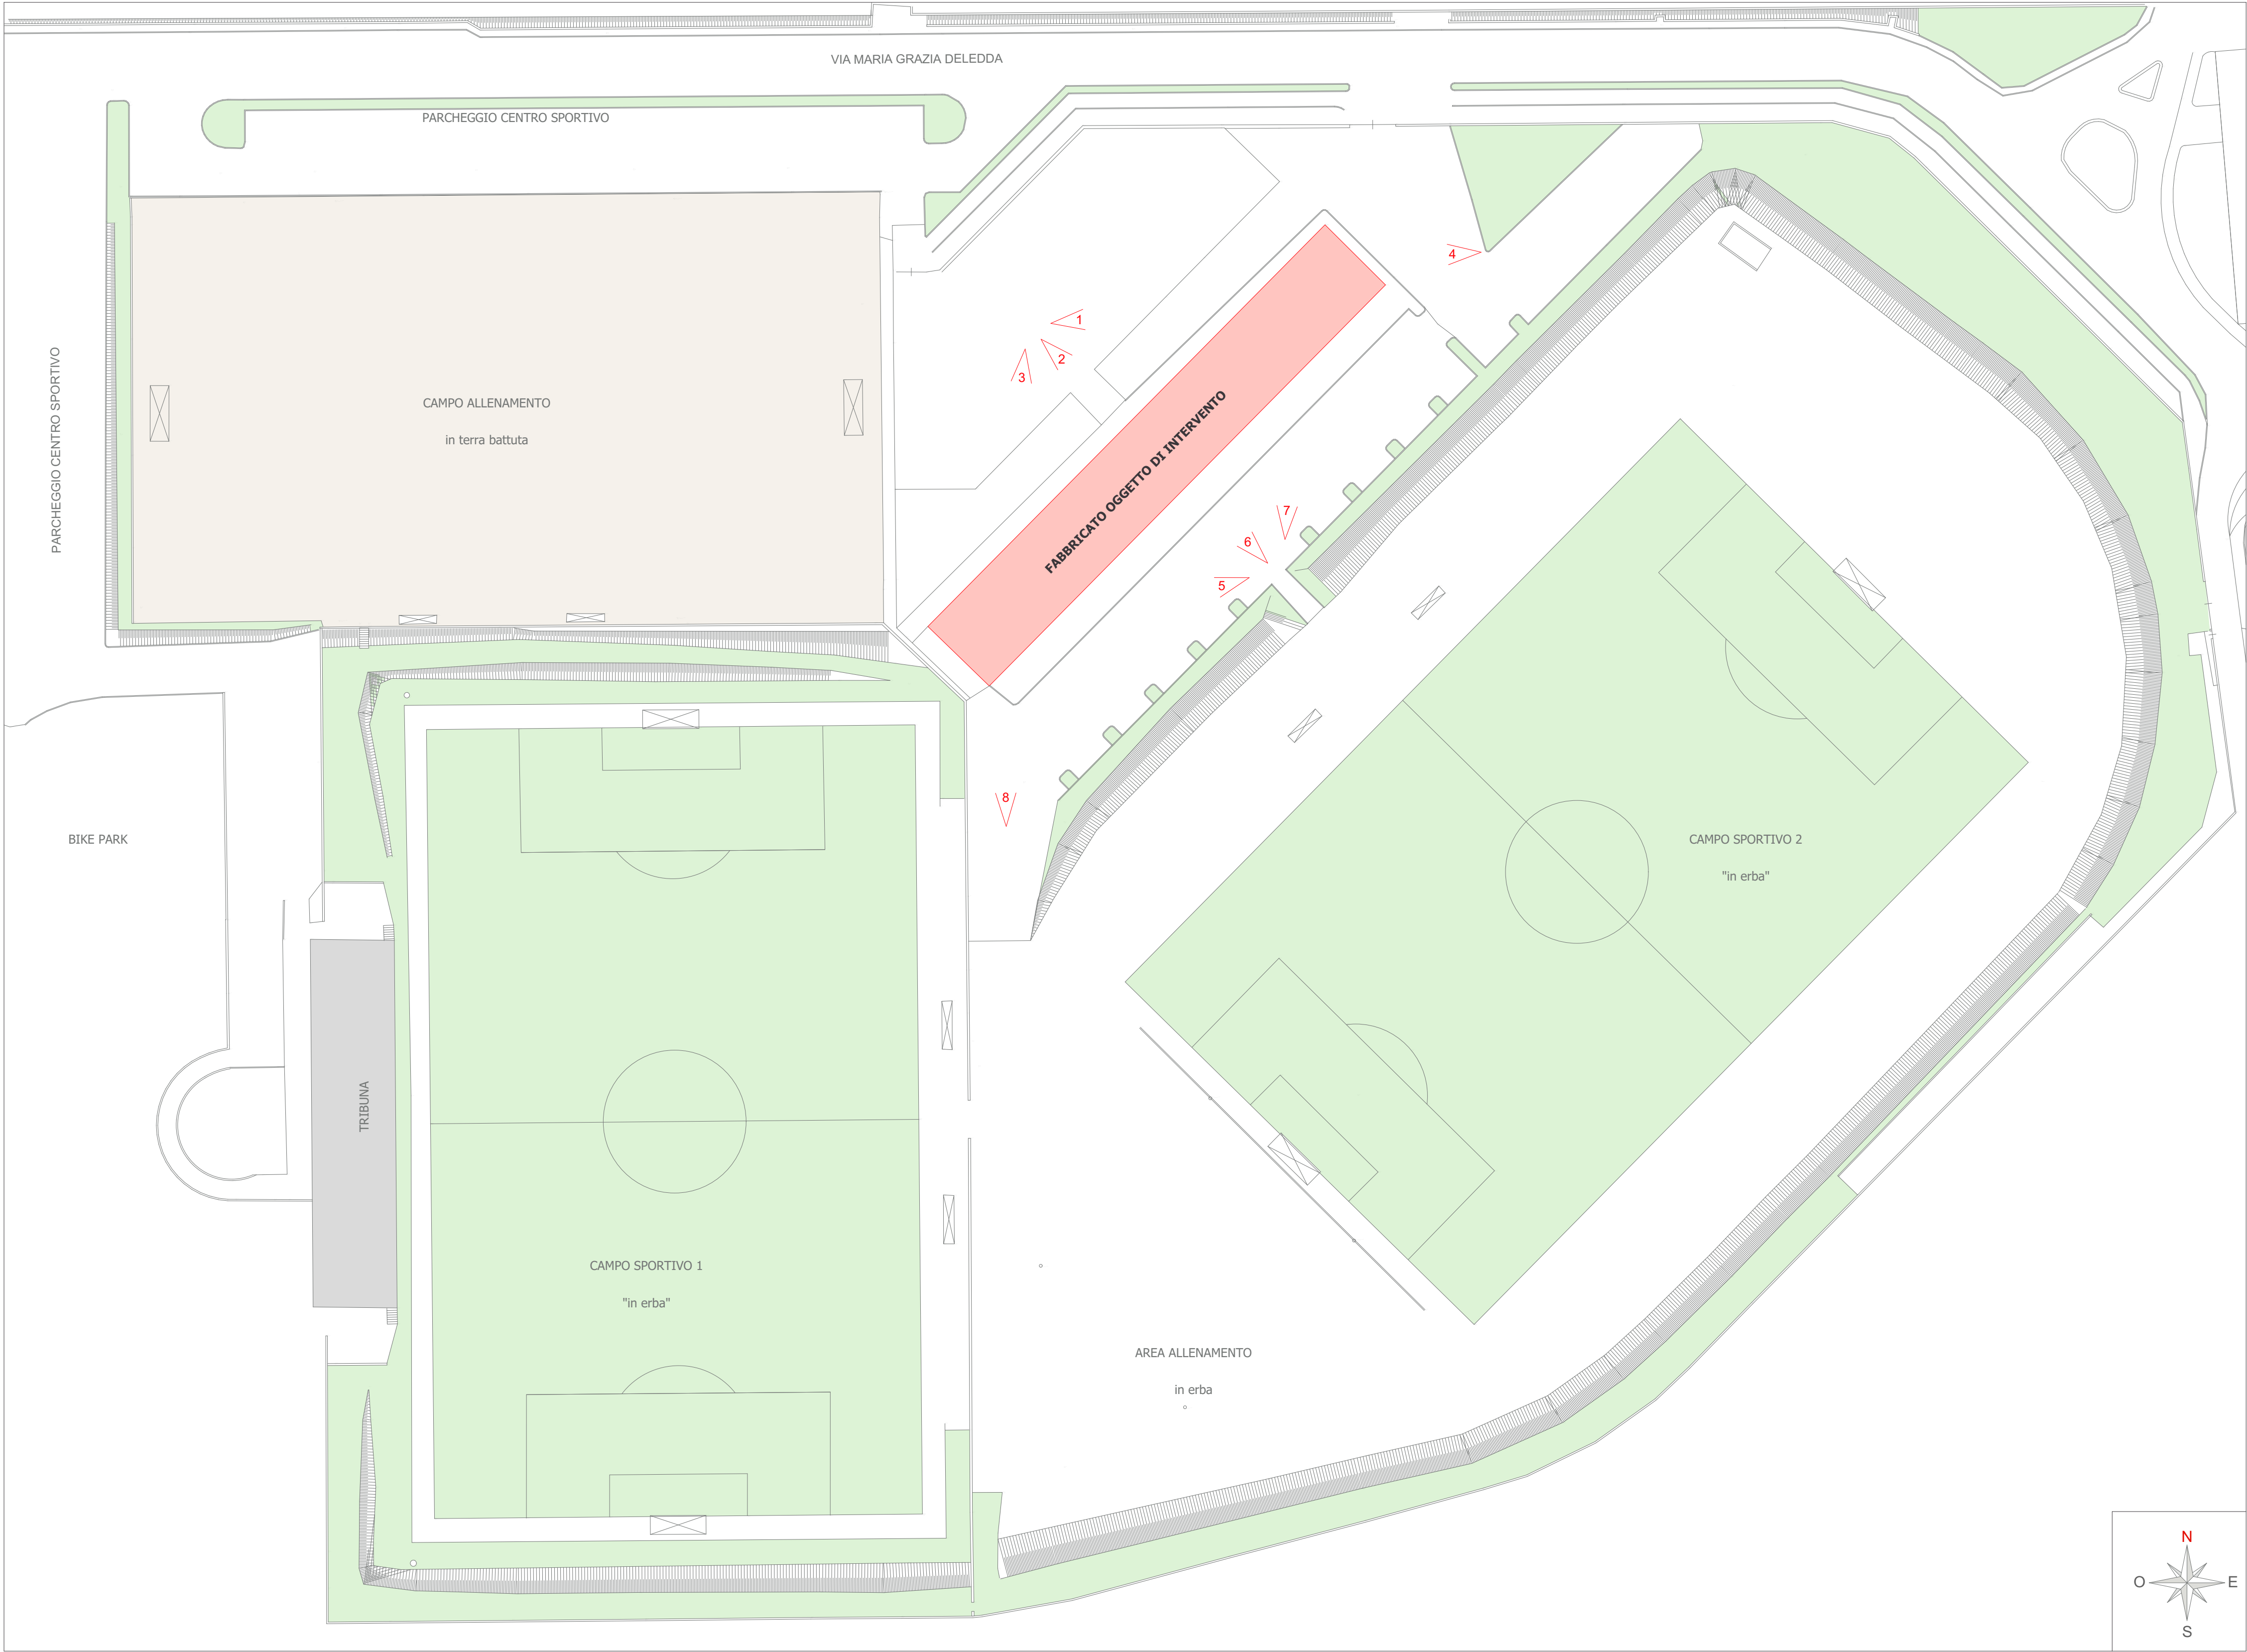 VIA MARIA GRAZIA DELEDDA
PARCHEGGIO CENTRO SPORTIVO
PARCHEGGIO CENTRO SPORTIVO
CAMPO ALLENAMENTO
in terra battuta
1
2
3
4
FABBRICATO OGGETTO DI INTERVENTO
5
6
7
8
BIKE PARK
TRIBUNA
CAMPO SPORTIVO 1
"in erba"
CAMPO SPORTIVO 2
"in erba"
AREA ALLENAMENTO
in erba
N
O
E
S